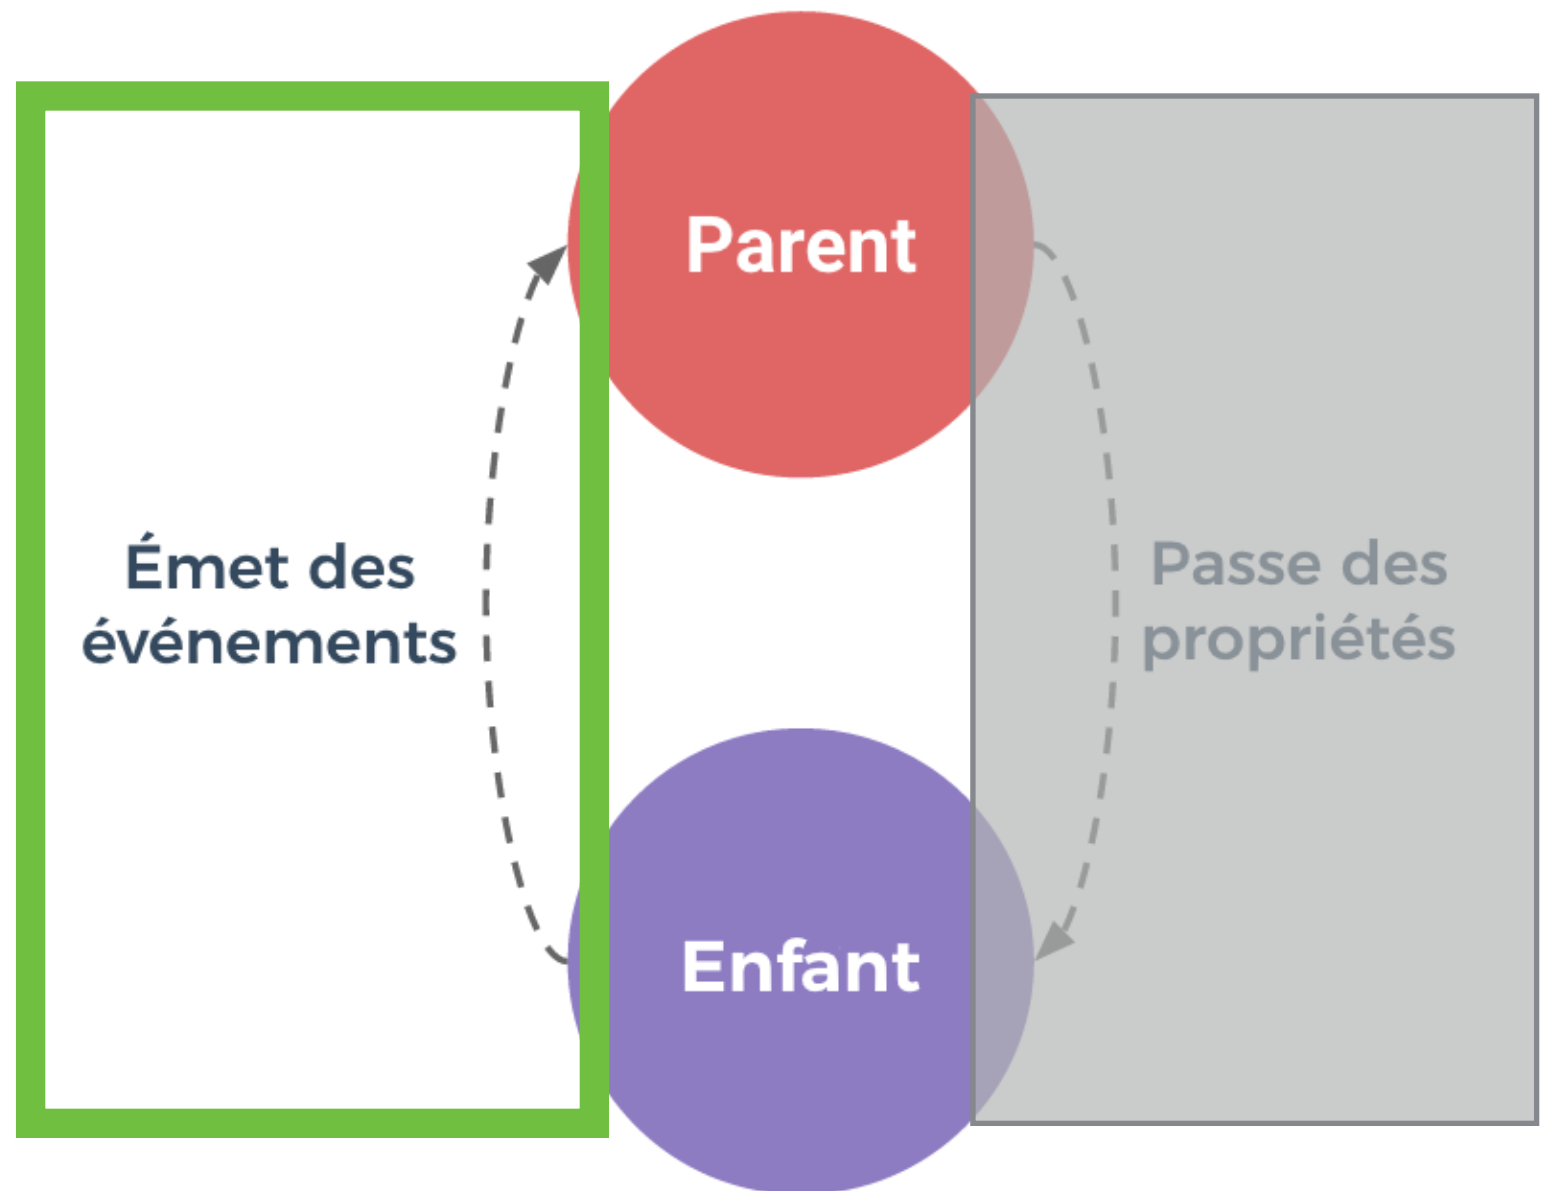 Parent
Émet des
événements
Passe des
propriétés
Enfant